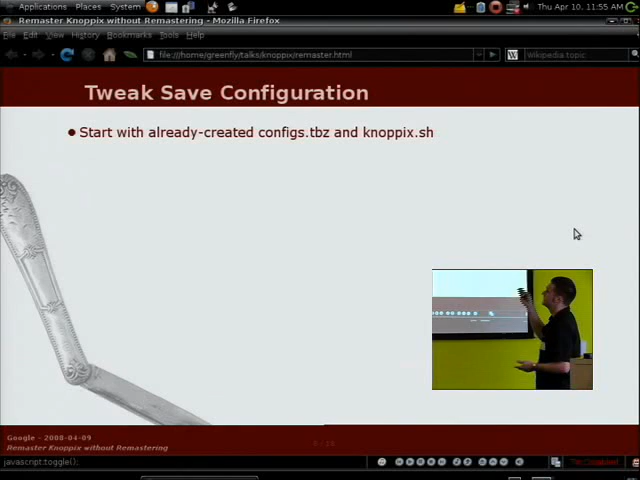 Applications Places System
Thu Apr 10, 11:55 AM
Remaster Knoppix without Remastering - Mozilla Firefox
File Edit View History Bookmarks Tools Help
file:///home/greenfly/talks/knoppix/remaster.html
Wikipedia topic
Tweak Save Configuration
Start with already-created configs.tbz and knoppix.sh
Google - 2008-04-09
Remaster Knoppix without Remastering
javascript:toggle();
Tor Disabled